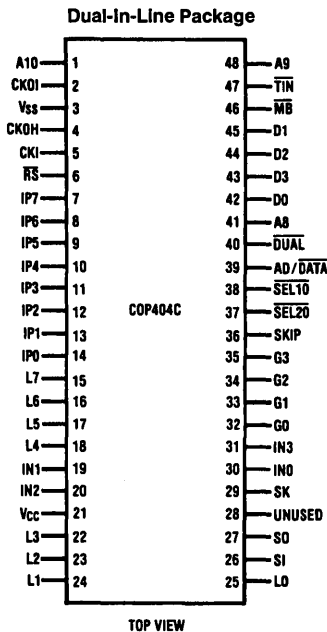 Dual-In-Line Package
A10 1 48 A9
CKOI 2 47 TIN
VSS 3 46 MB
CKOH 4 45 D1
CKI 5 44 D2
RS 6 43 D3
IP7 7 42 D0
IP6 8 41 A8
IP5 9 40 DUAL
IP4 10 39 AD/DATA
IP3 11 38 SEL10
IP2 12 COP404C 37 SEL20
IP1 13 36 SKIP
IP0 14 35 G3
L7 15 34 G2
L6 16 33 G1
L5 17 32 G0
L4 18 31 IN3
IN1 19 30 IN0
IN2 20 29 SK
VCC 21 28 UNUSED
L3 22 27 SO
L2 23 26 SI
L1 24 25 L0
TOP VIEW